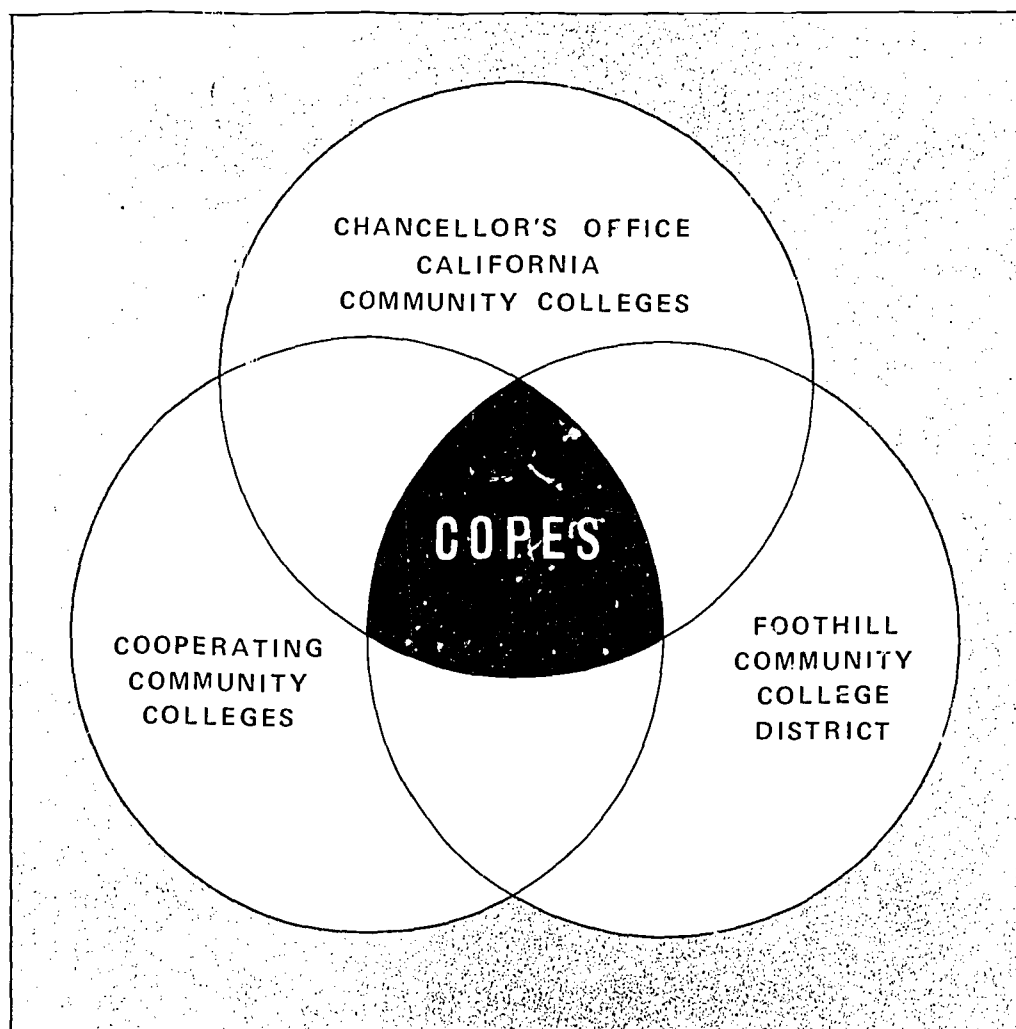 CHANCELLOR'S OFFICE
CALIFORNIA
COMMUNITY COLLEGES
COPES
COOPERATING
COMMUNITY
COLLEGES
FOOTHILL
COMMUNITY
COLLEGE
DISTRICT